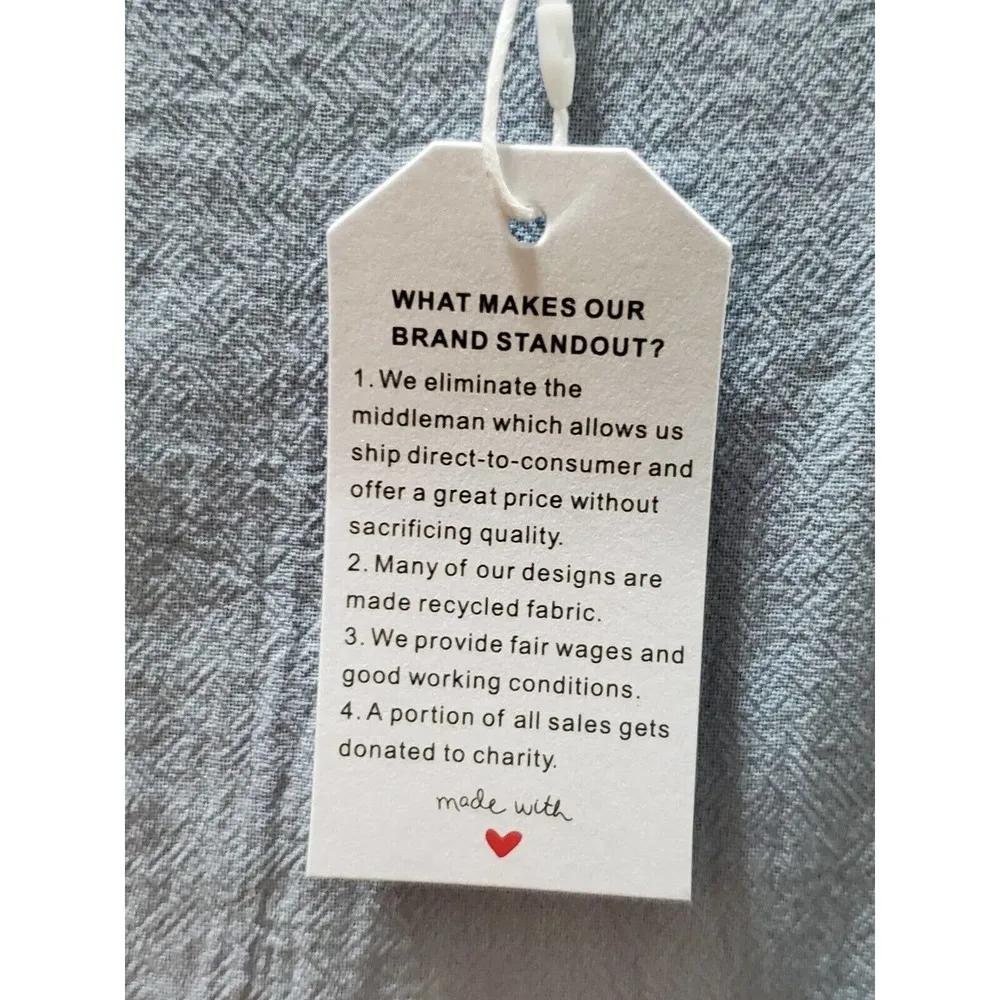 WHAT MAKES OUR
BRAND STANDOUT?
1. We eliminate the
middleman which allows us
ship direct-to-consumer and
offer a great price without
sacrificing quality.
2. Many of our designs are
made recycled fabric.
3. We provide fair wages and
good working conditions.
4. A portion of all sales gets
donated to charity.
made with